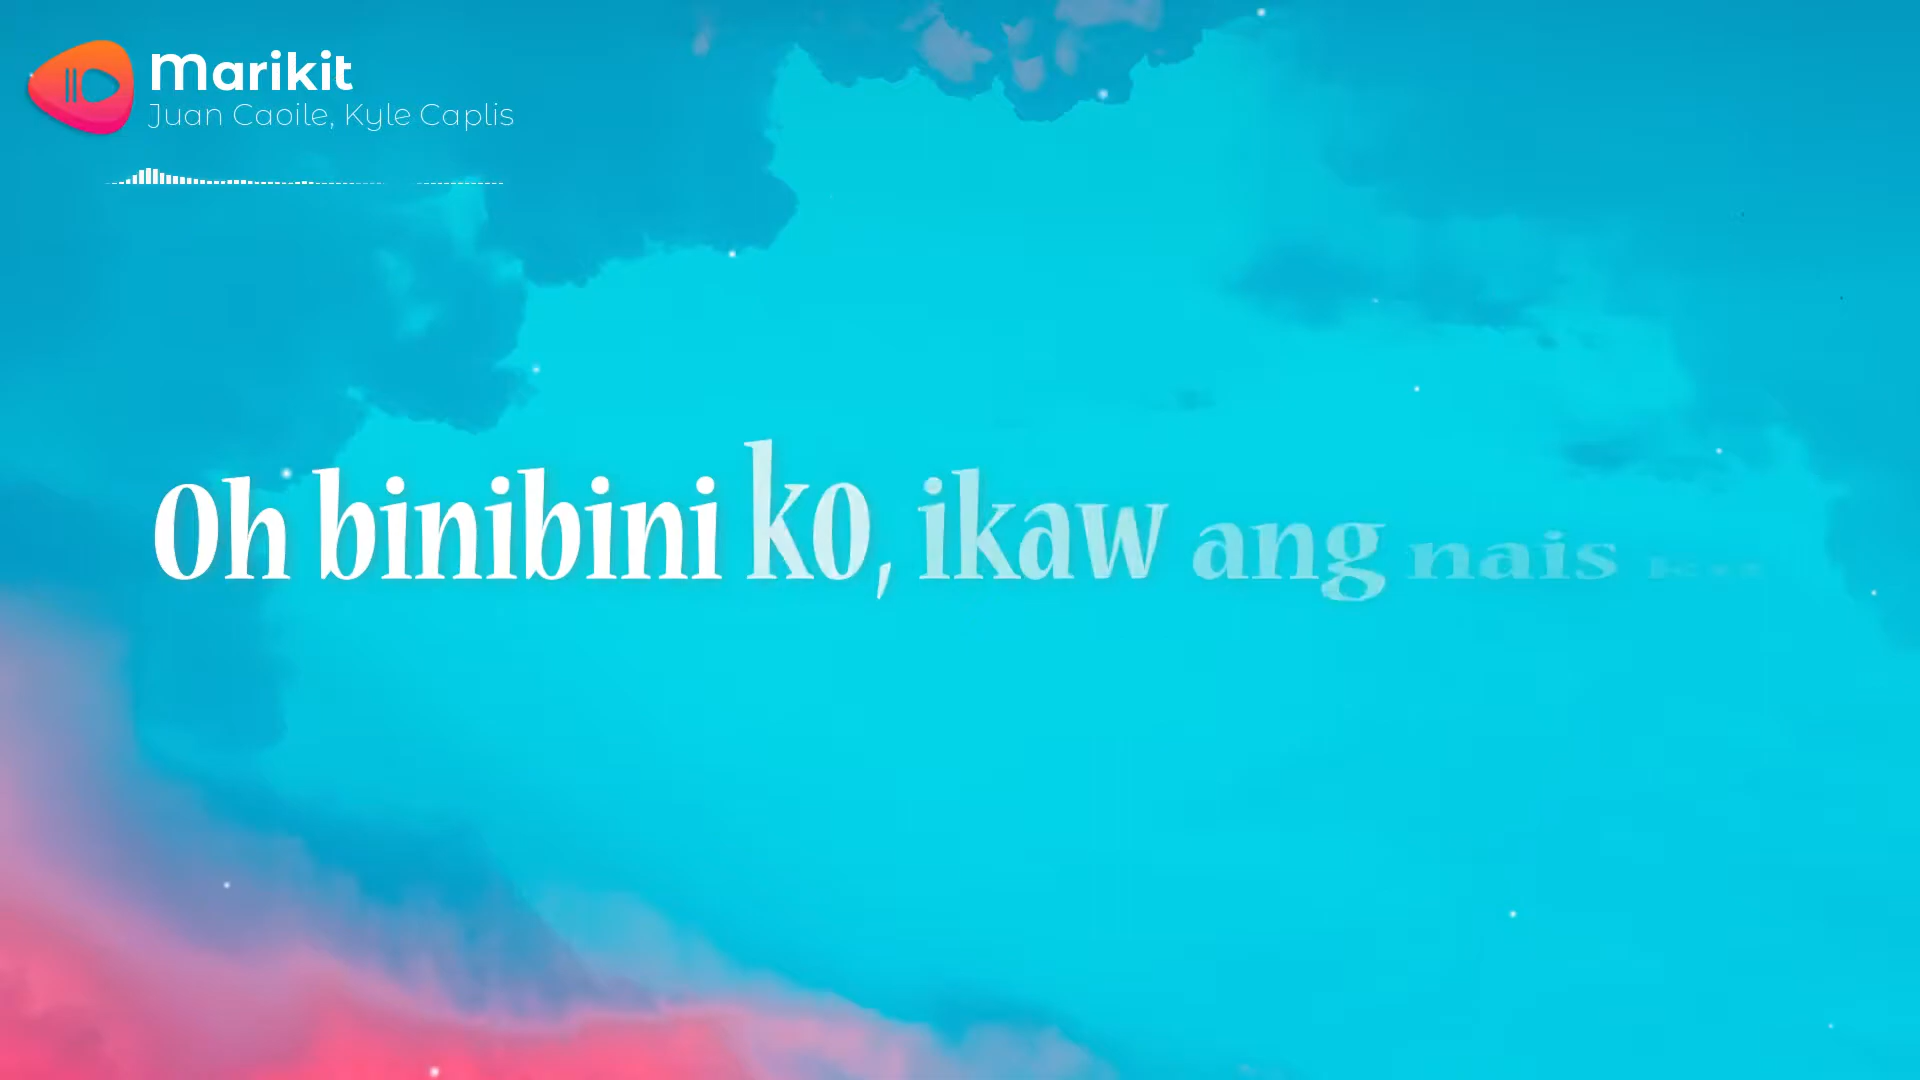 marikit
Juan Caoile, Kyle Caplis
Oh binibini ko, ikaw ang nais